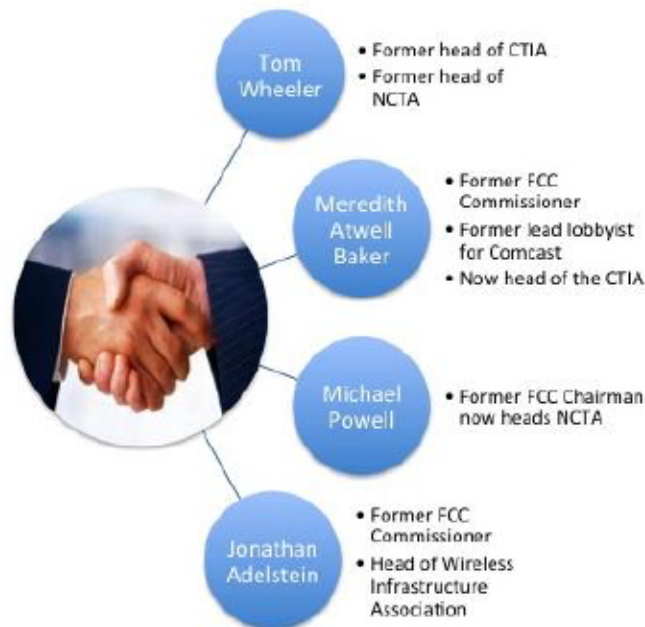 Tom
Wheeler
• Former head of CTIA
• Former head of
NCTA
Meredith
Atwell
Baker
• Former FCC
Commissioner
• Former lead lobbyist
for Comcast
• Now head of the CTIA
Michael
Powell
• Former FCC Chairman
now heads NCTA
Jonathan
Adelstein
• Former FCC
Commissioner
• Head of Wireless
Infrastructure
Association